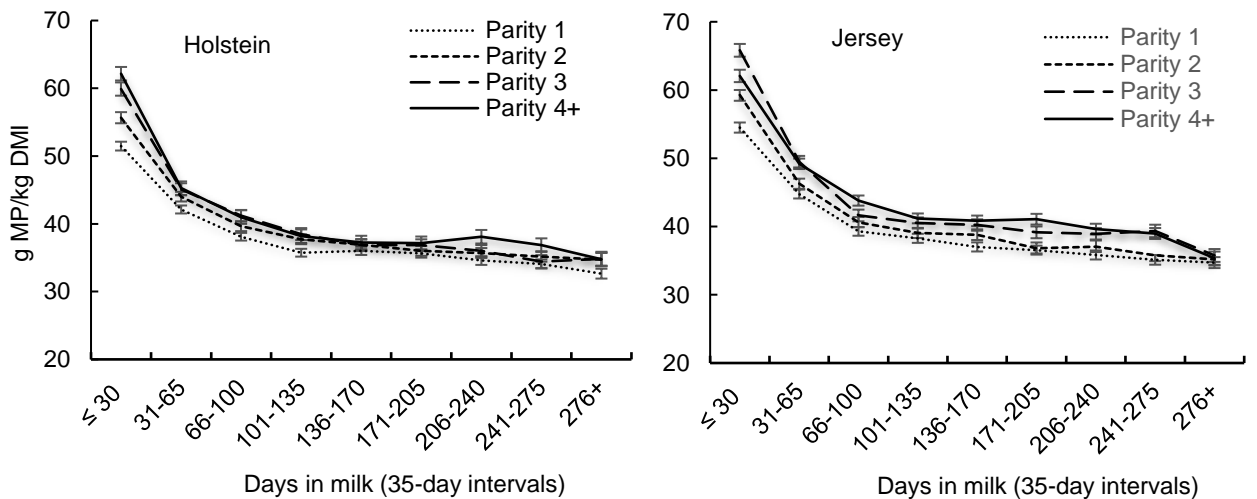 g MP/kg DMI
70
60
50
40
30
20
Holstein
Parity 1
Parity 2
Parity 3
Parity 4+
≤ 30
31-65
66-100
101-135
136-170
171-205
206-240
241-275
276+
Days in milk (35-day intervals)
70
60
50
40
30
20
Jersey
Parity 1
Parity 2
Parity 3
Parity 4+
≤ 30
31-65
66-100
101-135
136-170
171-205
206-240
241-275
276+
Days in milk (35-day intervals)